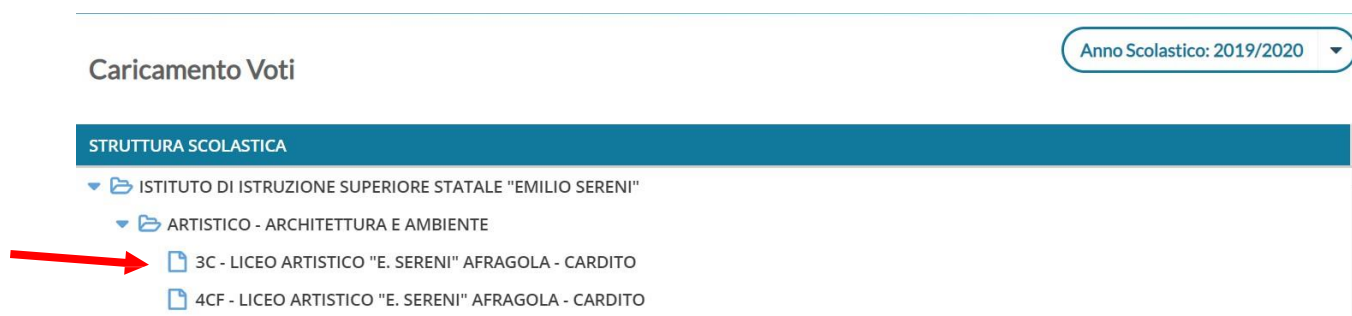 Anno Scolastico: 2019/2020
Caricamento Voti
STRUTTURA SCOLASTICA
ISTITUTO DI ISTRUZIONE SUPERIORE STATALE "EMILIO SERENI"
ARTISTICO - ARCHITETTURA E AMBIENTE
3C - LICEO ARTISTICO "E. SERENI" AFRAGOLA - CARDITO
4CF - LICEO ARTISTICO "E. SERENI" AFRAGOLA - CARDITO